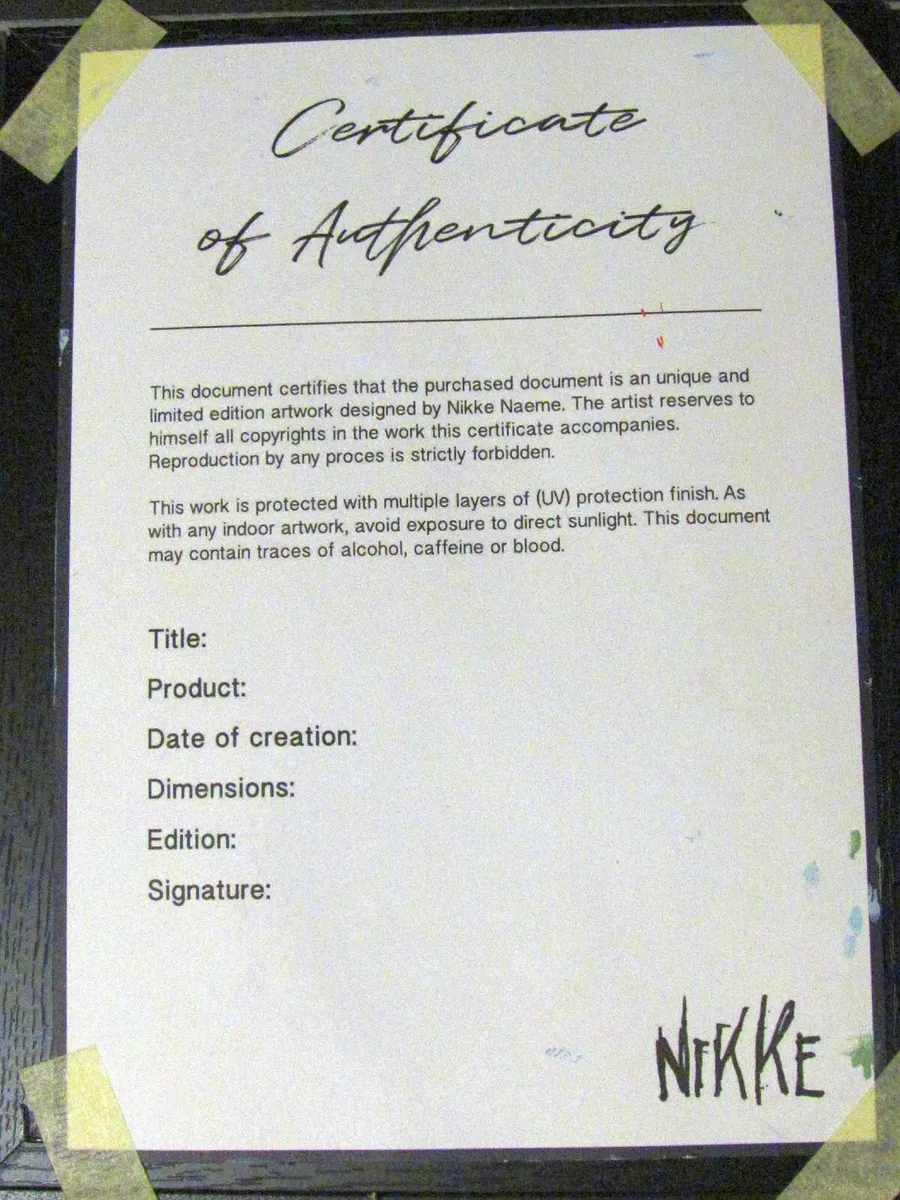 Certificate
of Authenticity
This document certifies that the purchased document is an unique and
limited edition artwork designed by Nikke Naeme. The artist reserves to
himself all copyrights in the work this certificate accompanies.
Reproduction by any proces is strictly forbidden.
This work is protected with multiple layers of (UV) protection finish. As
with any indoor artwork, avoid exposure to direct sunlight. This document
may contain traces of alcohol, caffeine or blood.
Title:
Product:
Date of creation:
Dimensions:
Edition:
Signature:
NIKKE